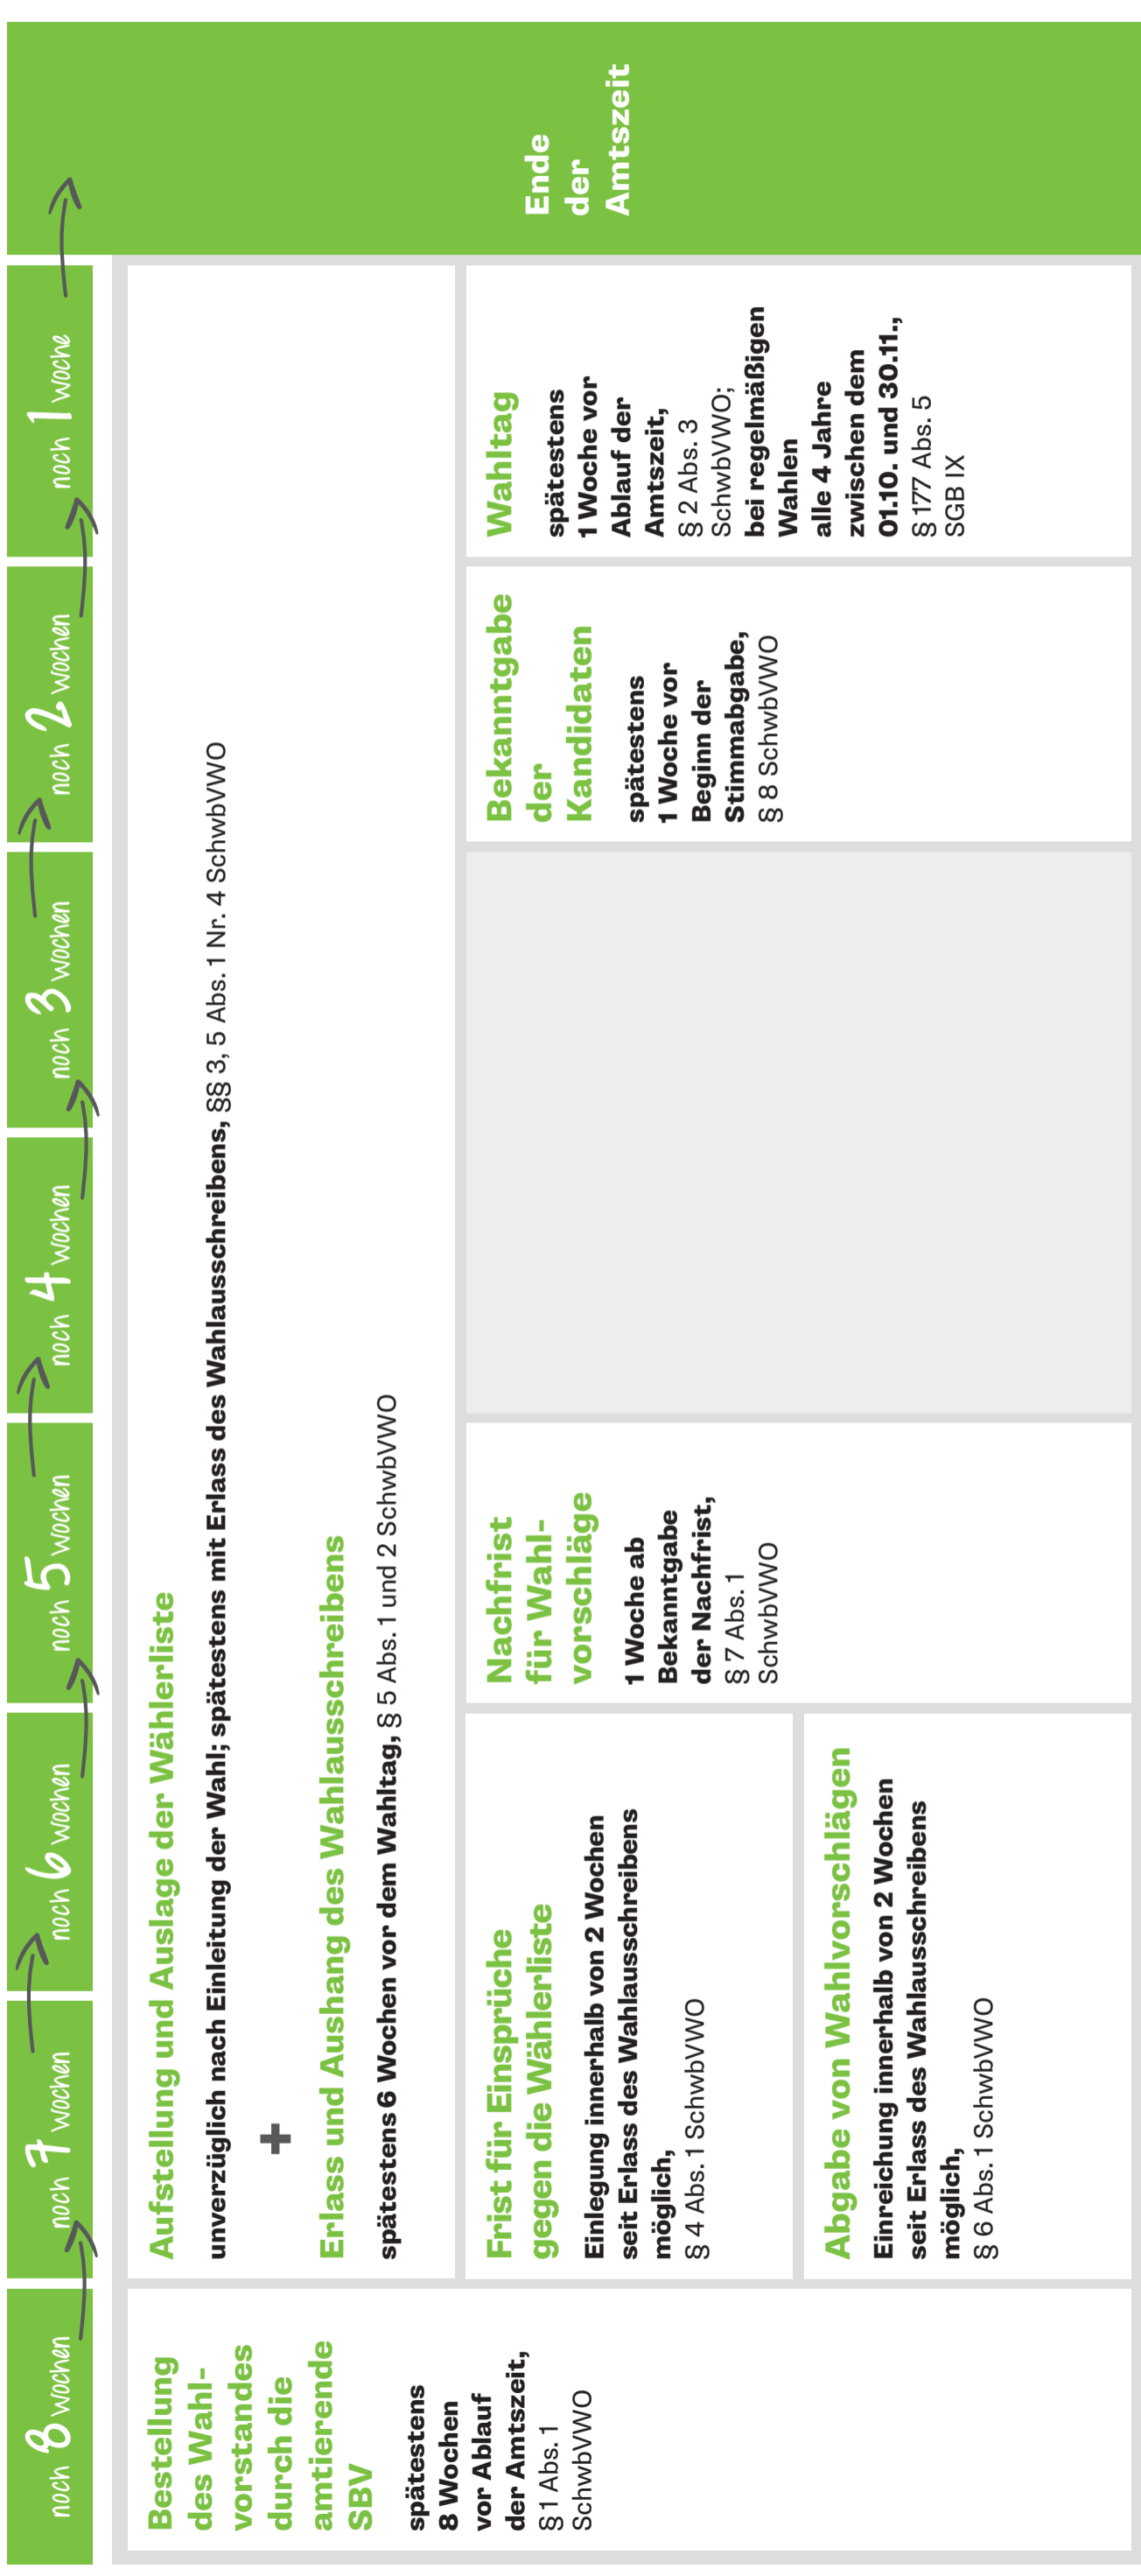 noch 8 wochen
noch 7 wochen
noch 6 wochen
noch 5 wochen
noch 4 wochen
noch 3 wochen
noch 2 wochen
noch 1 woche
Bestellung
des Wahl-
vorstandes
durch die
amtierende
SBV
spätestens
8 Wochen
vor Ablauf
der Amtszeit,
§ 1 Abs. 1
SchwbVWO
Aufstellung und Auslage der Wählerliste
unverzüglich nach Einleitung der Wahl; spätestens mit Erlass des Wahlausschreibens, §§ 3, 5 Abs. 1 Nr. 4 SchwbVWO
+
Erlass und Aushang des Wahlausschreibens
spätestens 6 Wochen vor dem Wahltag, § 5 Abs. 1 und 2 SchwbVWO
Frist für Einsprüche
gegen die Wählerliste
Einlegung innerhalb von 2 Wochen
seit Erlass des Wahlausschreibens
möglich,
§ 4 Abs. 1 SchwbVWO
Abgabe von Wahlvorschlägen
Einreichung innerhalb von 2 Wochen
seit Erlass des Wahlausschreibens
möglich,
§ 6 Abs. 1 SchwbVWO
Nachfrist
für Wahl-
vorschläge
1 Woche ab
Bekanntgabe
der Nachfrist,
§ 7 Abs. 1
SchwbVWO
Bekanntgabe
der
Kandidaten
spätestens
1 Woche vor
Beginn der
Stimmabgabe,
§ 8 SchwbVWO
Wahltag
spätestens
1 Woche vor
Ablauf der
Amtszeit,
§ 2 Abs. 3
SchwbVWO;
bei regelmäßigen
Wahlen
alle 4 Jahre
zwischen dem
01.10. und 30.11.,
§ 177 Abs. 5
SGB IX
Ende
der
Amtszeit